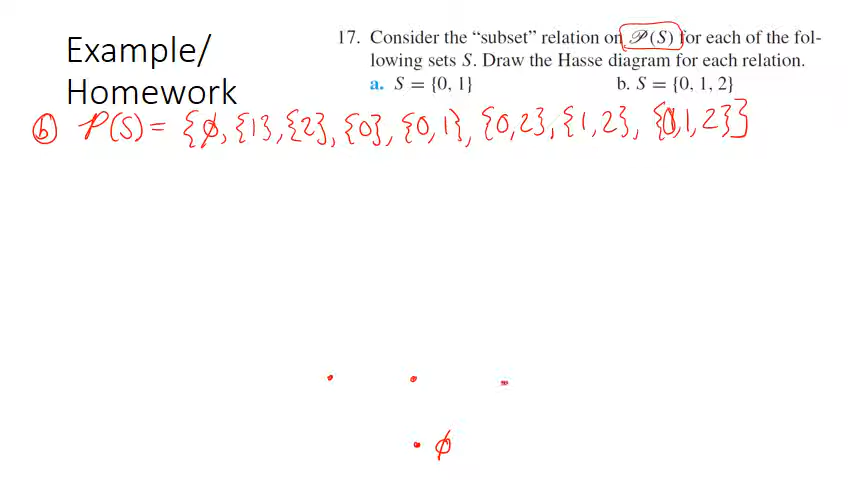 Example/
Homework
17. Consider the “subset” relation on 𝒫(S) for each of the fol-
lowing sets S. Draw the Hasse diagram for each relation.
a. S = {0, 1} b. S = {0, 1, 2}
ⓑ P(S) = {∅, {1}, {2}, {0}, {0, 1}, {0, 2}, {1, 2}, {0, 1, 2}}
∅